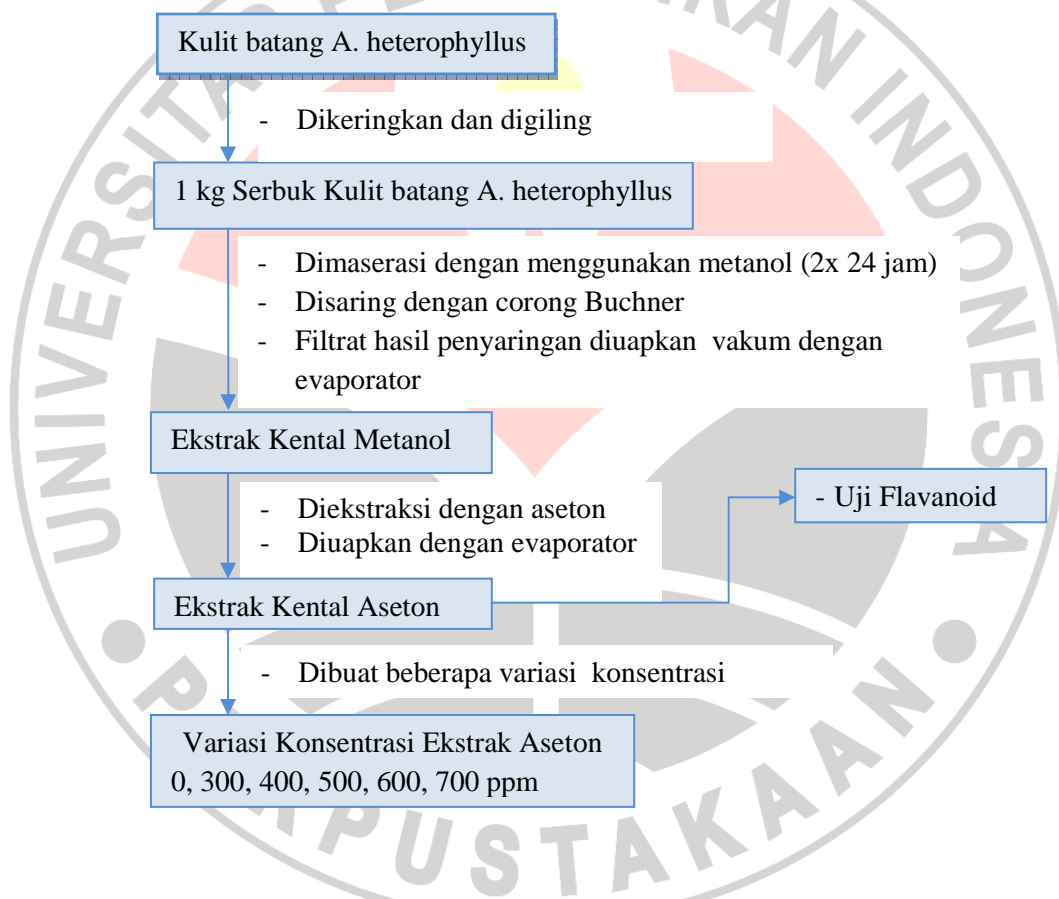 Kulit batang A. heterophyllus
- Dikeringkan dan digiling
1 kg Serbuk Kulit batang A. heterophyllus
- Dimaserasi dengan menggunakan metanol (2x 24 jam)
- Disaring dengan corong Buchner
- Filtrat hasil penyaringan diuapkan vakum dengan
evaporator
Ekstrak Kental Metanol
- Diekstraksi dengan aseton
- Diuapkan dengan evaporator
- Uji Flavanoid
Ekstrak Kental Aseton
- Dibuat beberapa variasi konsentrasi
Variasi Konsentrasi Ekstrak Aseton
0, 300, 400, 500, 600, 700 ppm
INDONESIA